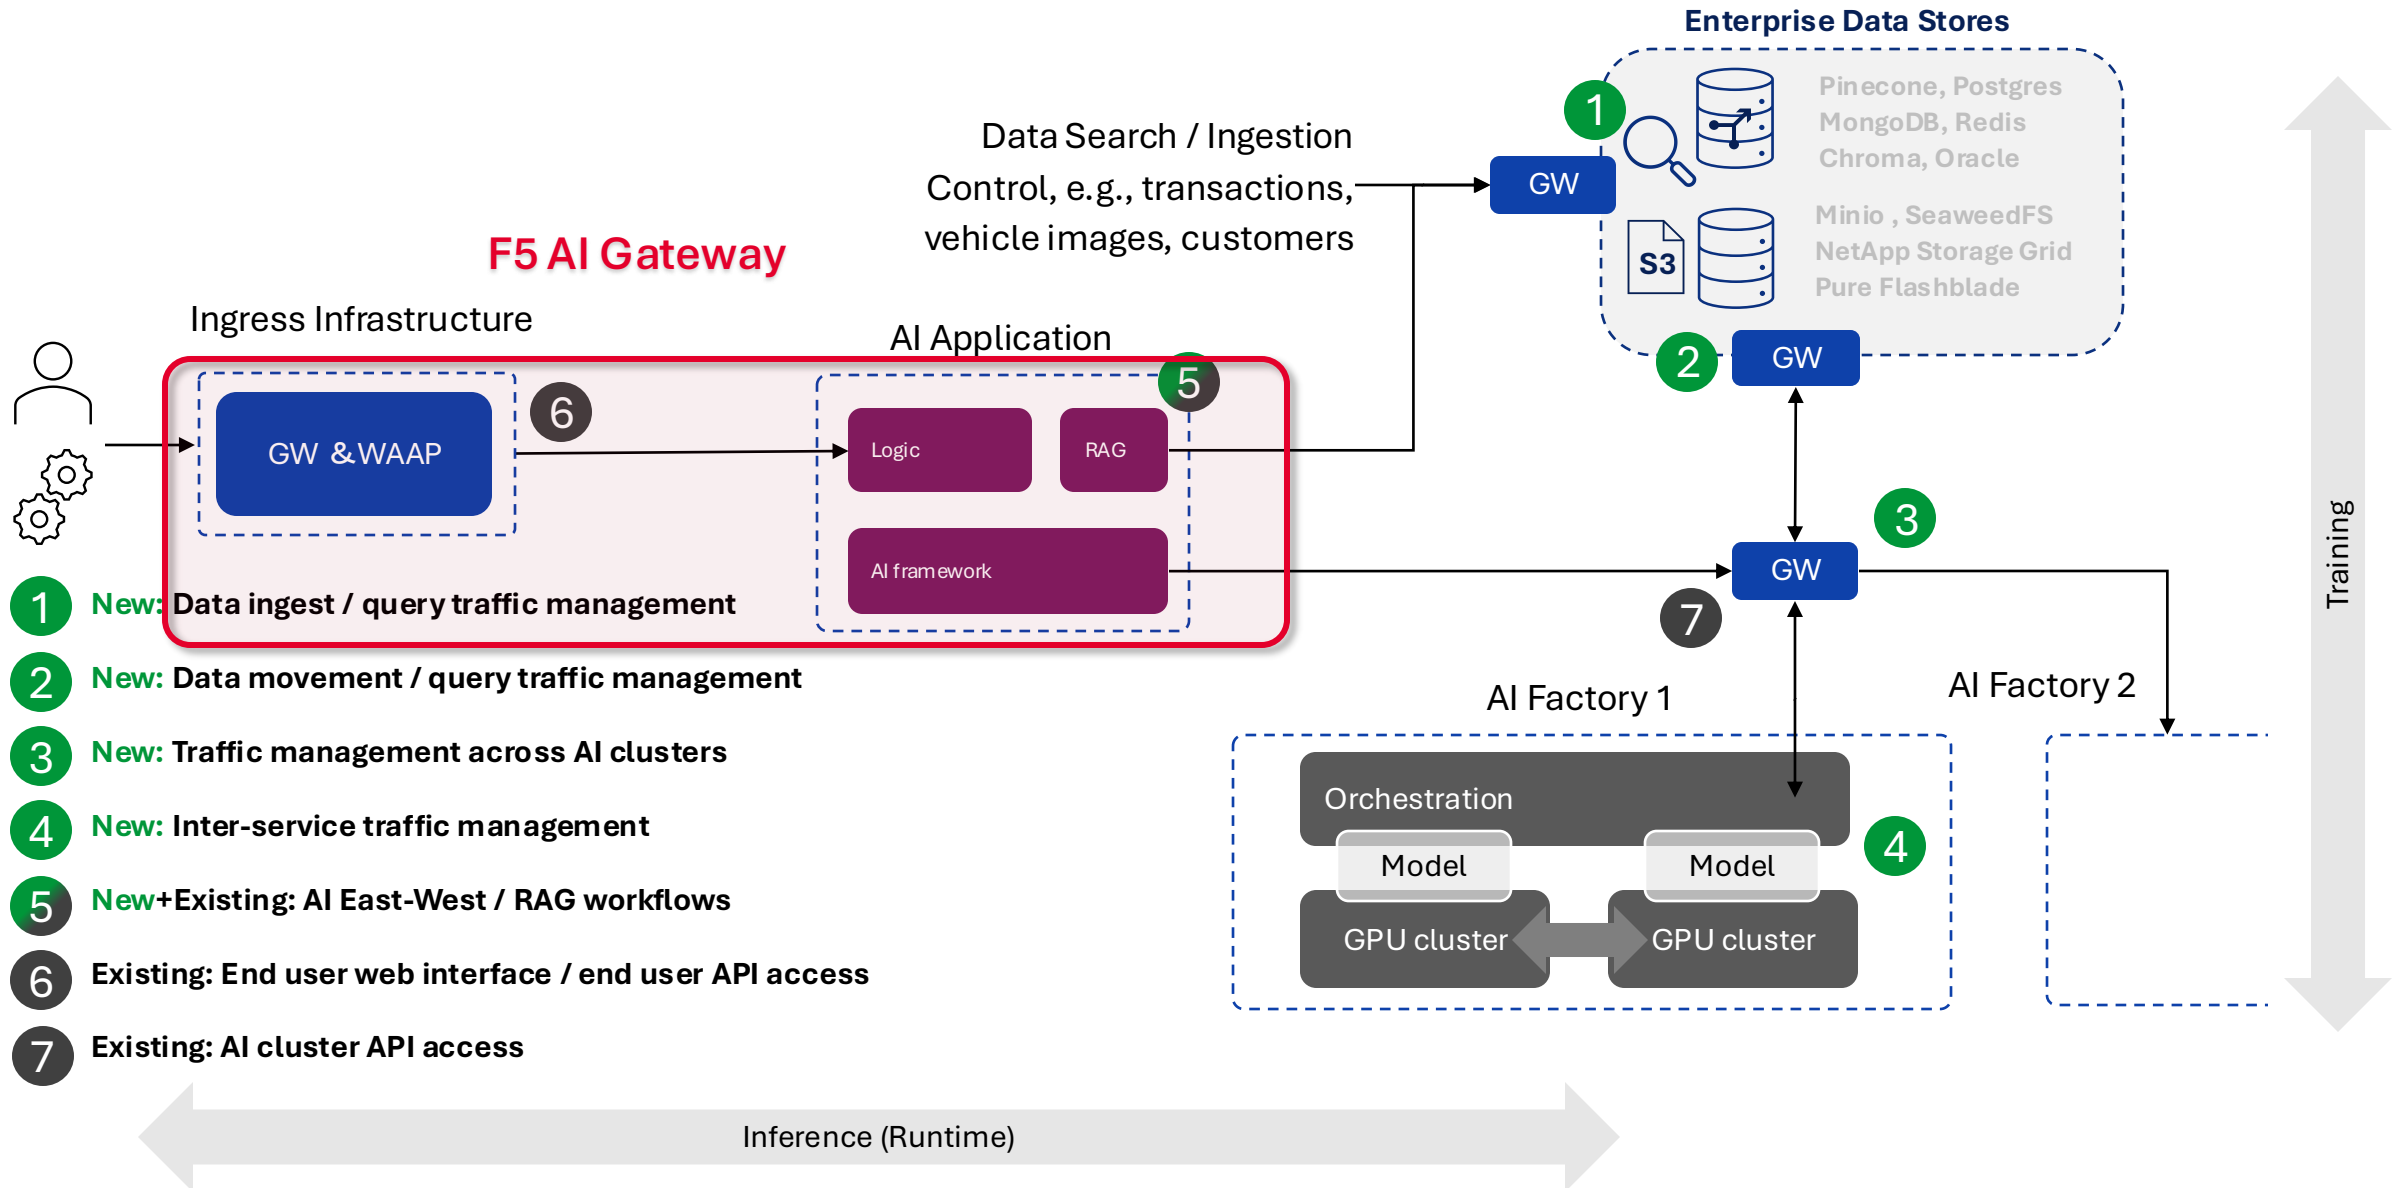 Enterprise Data Stores
1
Pinecone, Postgres
MongoDB, Redis
Chroma, Oracle
Data Search / Ingestion
Control, e.g., transactions,
vehicle images, customers
GW
Minio , SeaweedFS
NetApp Storage Grid
Pure Flashblade
S3
F5 AI Gateway
Ingress Infrastructure
AI Application
2
GW
5
6
GW &WAAP
Logic
RAG
AI framework
3
GW
7
Training
1
New: Data ingest / query traffic management
2
New: Data movement / query traffic management
3
New: Traffic management across AI clusters
4
New: Inter-service traffic management
5
New+Existing: AI East-West / RAG workflows
6
Existing: End user web interface / end user API access
7
Existing: AI cluster API access
AI Factory 1
AI Factory 2
Orchestration
Model
Model
4
GPU cluster
GPU cluster
Inference (Runtime)